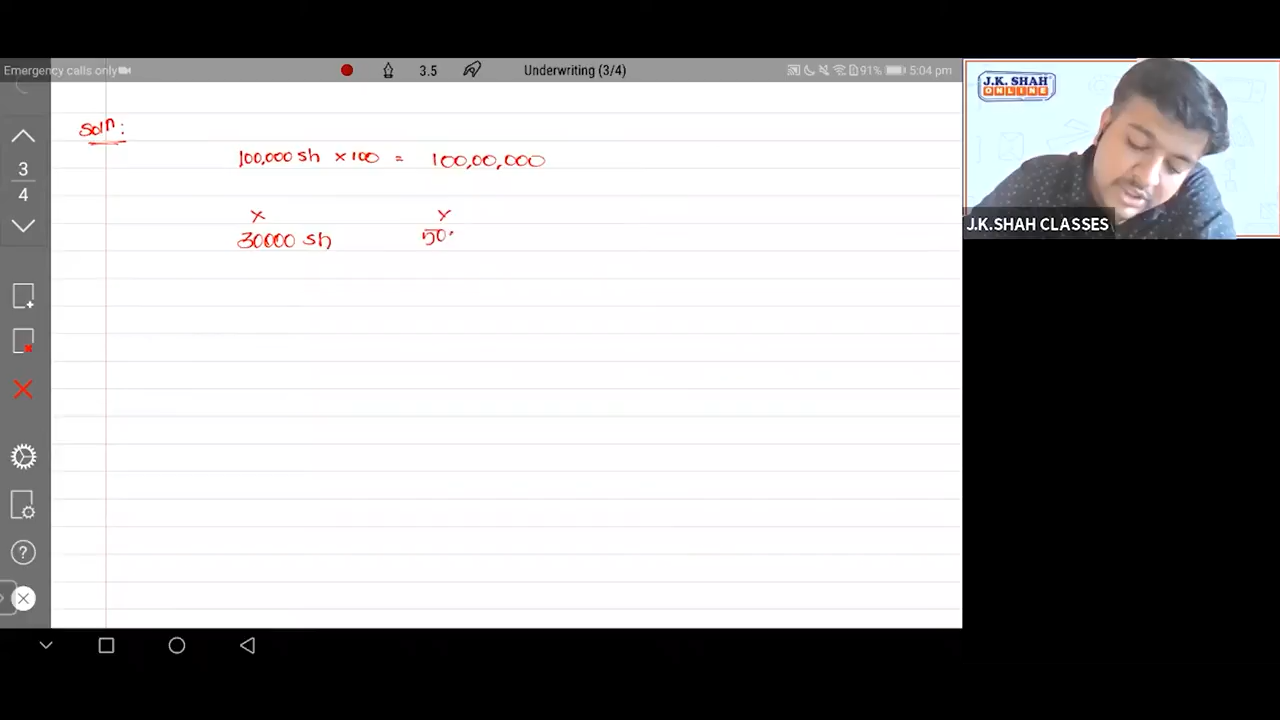 Emergency calls only
3.5
Underwriting (3/4)
91%
5:04 pm
J.K. SHAH
ONLINE
Soln:
3
4
100,000 sh × 100 = 100,00,000
X Y
30000 sh 50
J.K.SHAH CLASSES
?